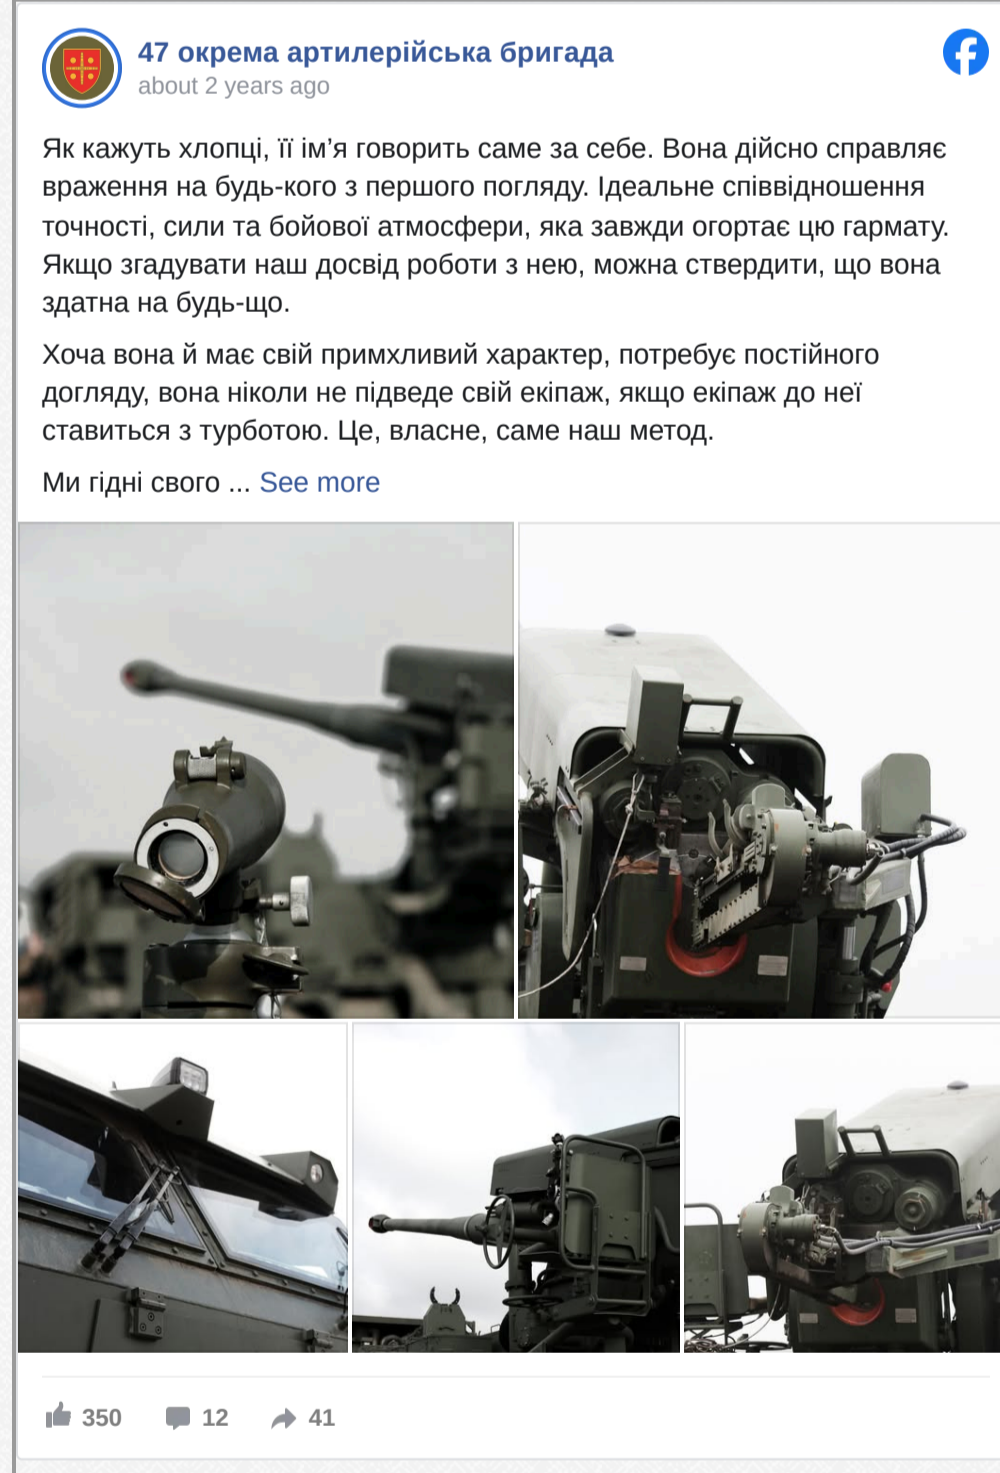 47 окрема артилерійська бригада
about 2 years ago
Як кажуть хлопці, її ім’я говорить саме за себе. Вона дійсно справляє
враження на будь-кого з першого погляду. Ідеальне співвідношення
точності, сили та бойової атмосфери, яка завжди огортає цю гармату.
Якщо згадувати наш досвід роботи з нею, можна ствердити, що вона
здатна на будь-що.
Хоча вона й має свій примхливий характер, потребує постійного
догляду, вона ніколи не підведе свій екіпаж, якщо екіпаж до неї
ставиться з турботою. Це, власне, саме наш метод.
Ми гідні свого ... See more
350 12 41